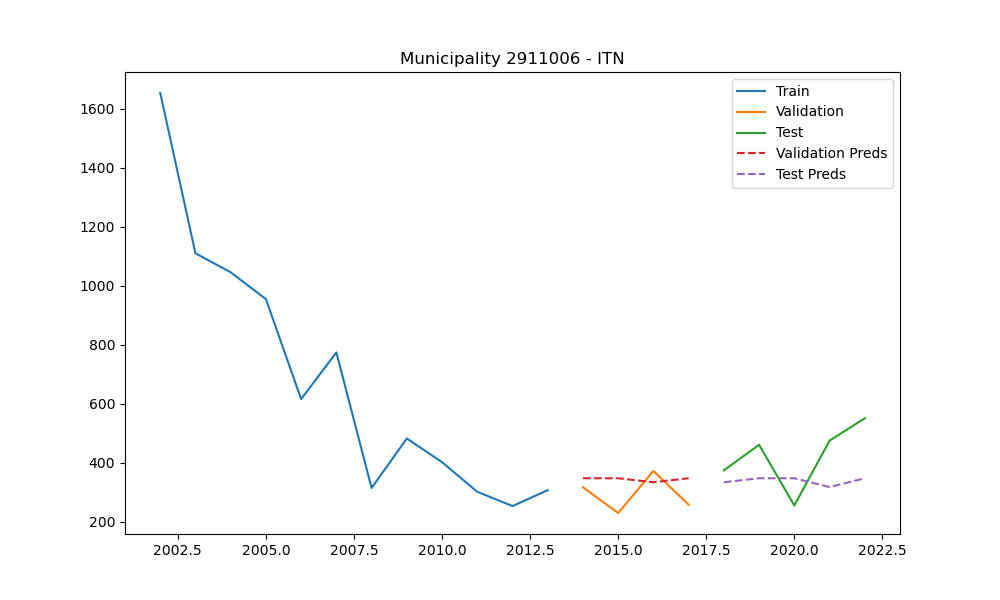 Municipality 2911006 - ITN
Train
Validation
Test
Validation Preds
Test Preds
1600
1400
1200
1000
800
600
400
200
2002.5 2005.0 2007.5 2010.0 2012.5 2015.0 2017.5 2020.0 2022.5